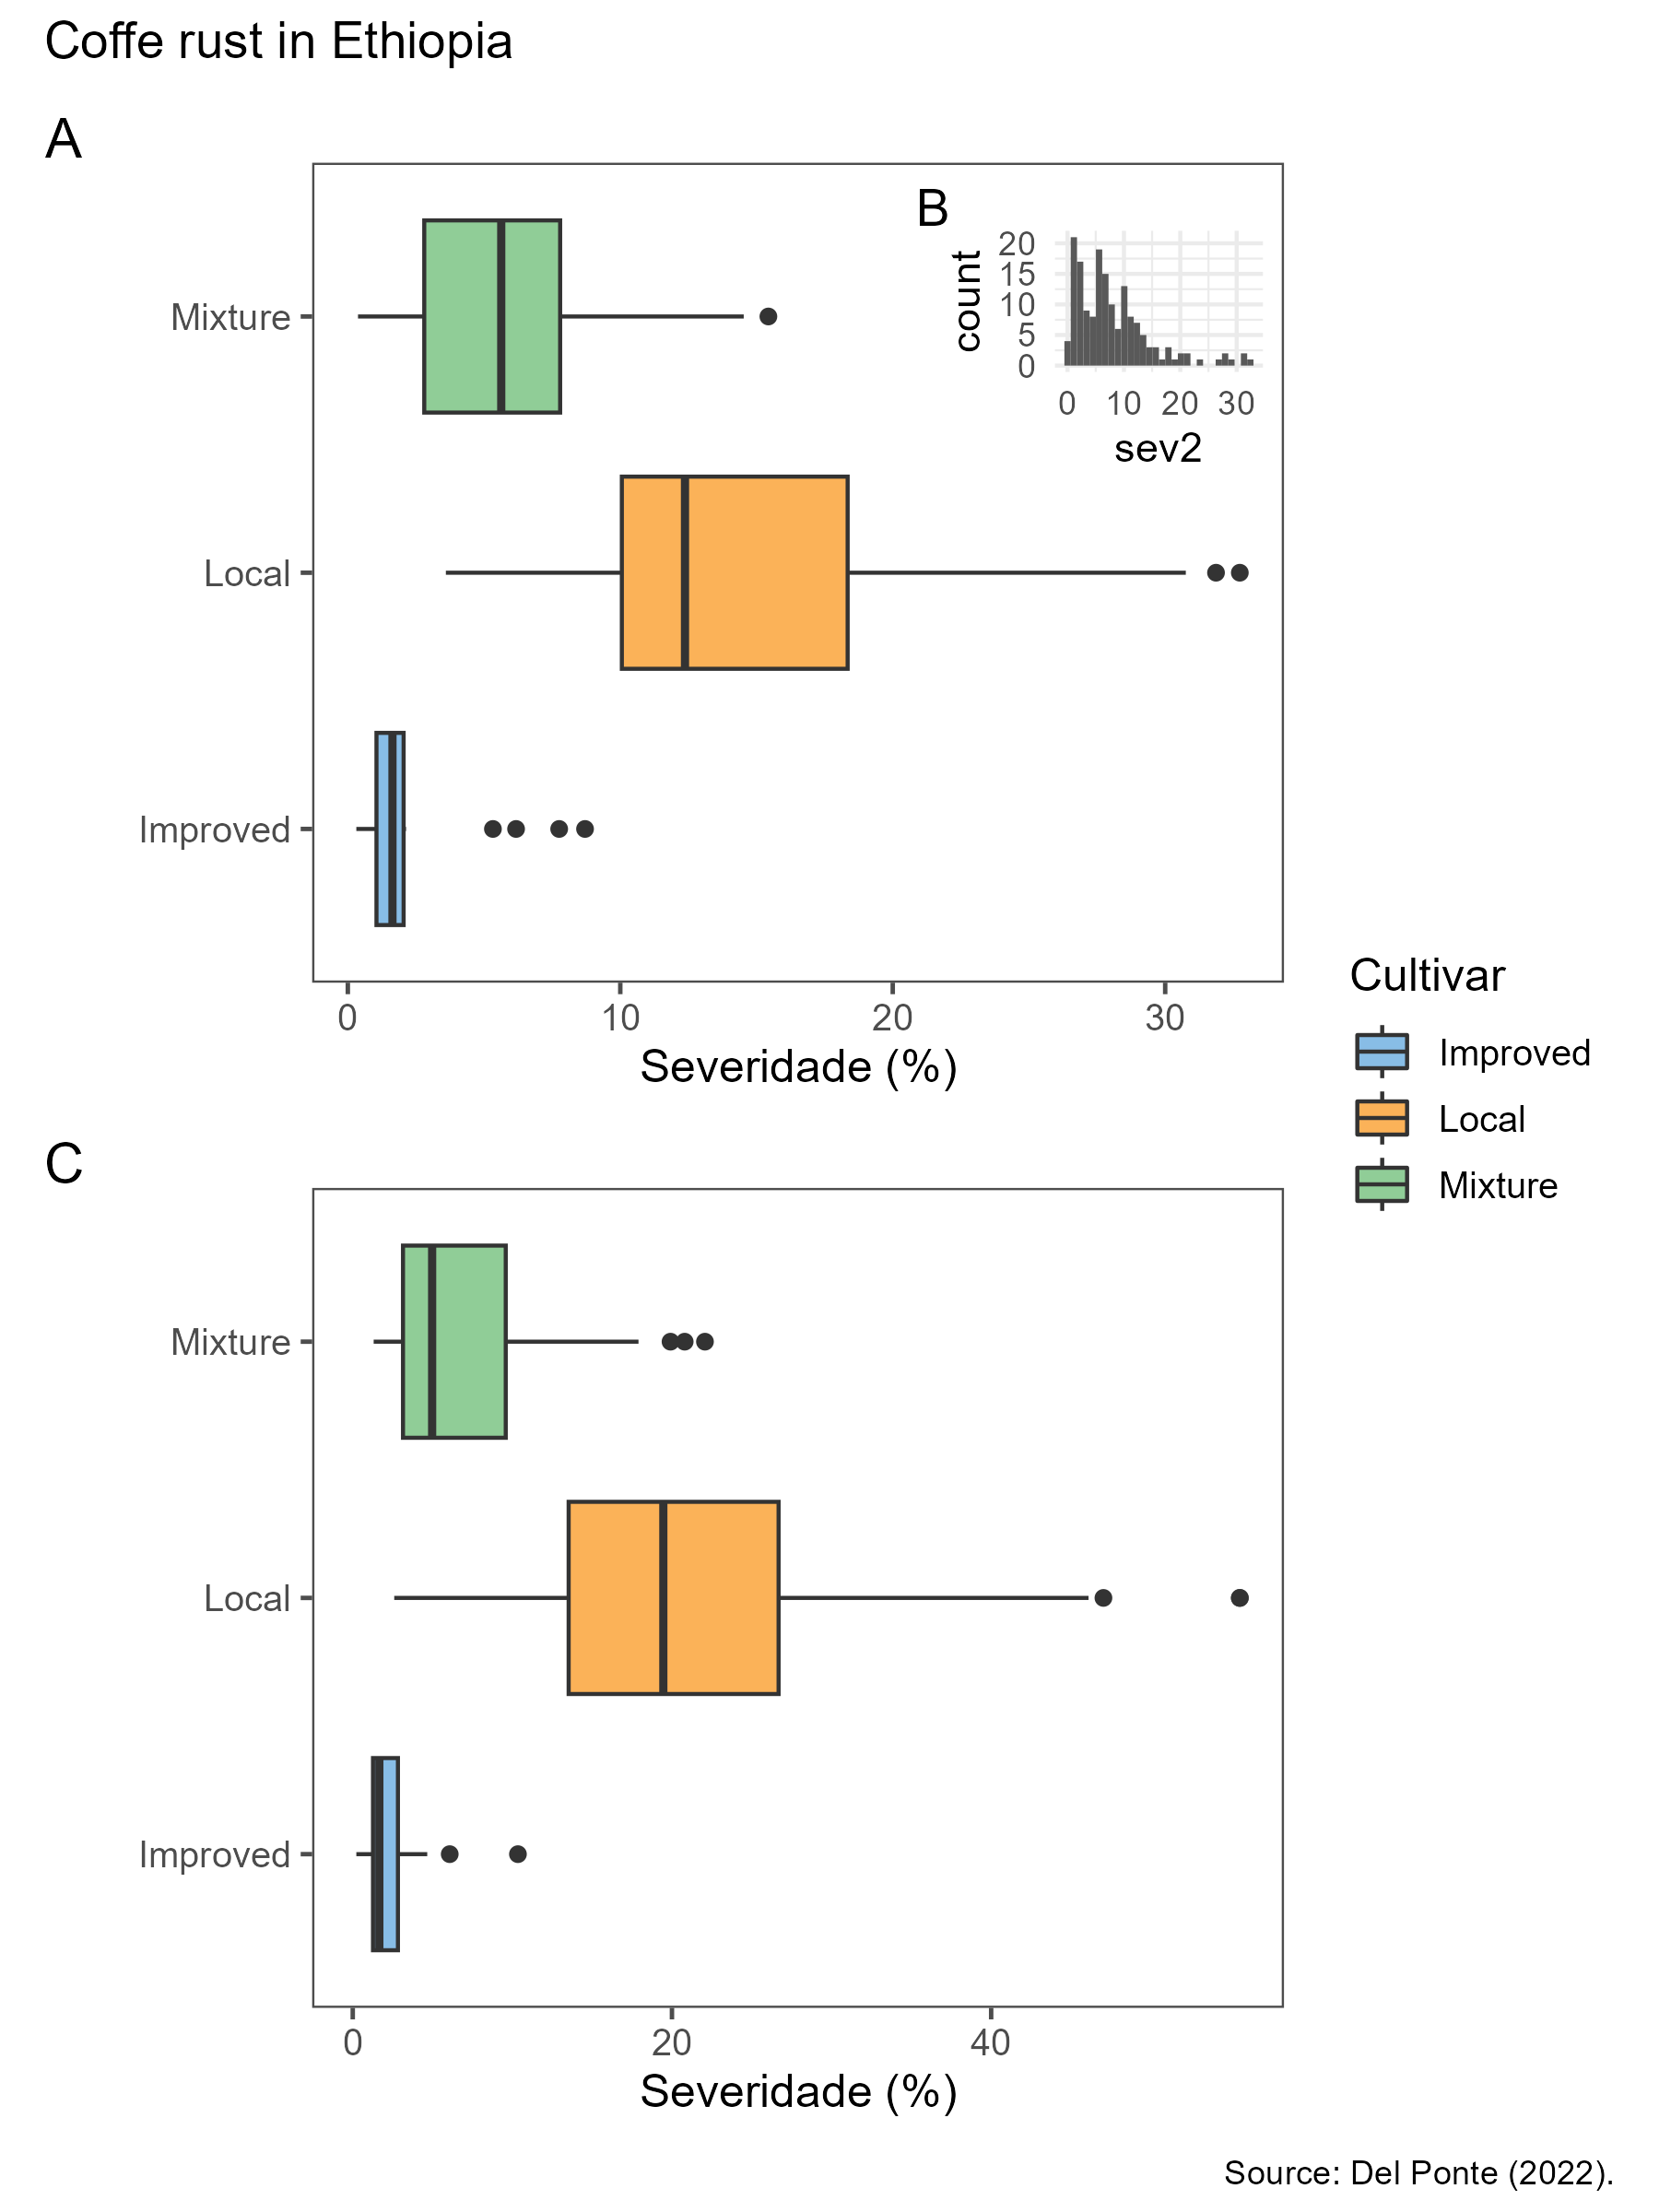 Coffe rust in Ethiopia
A
Mixture
Local
Improved
0 10 20 30
Severidade (%)
B
count
20
15
10
5
0
0 10 20 30
sev2
Cultivar
Improved
Local
Mixture
C
Mixture
Local
Improved
0 20 40
Severidade (%)
Source: Del Ponte (2022).